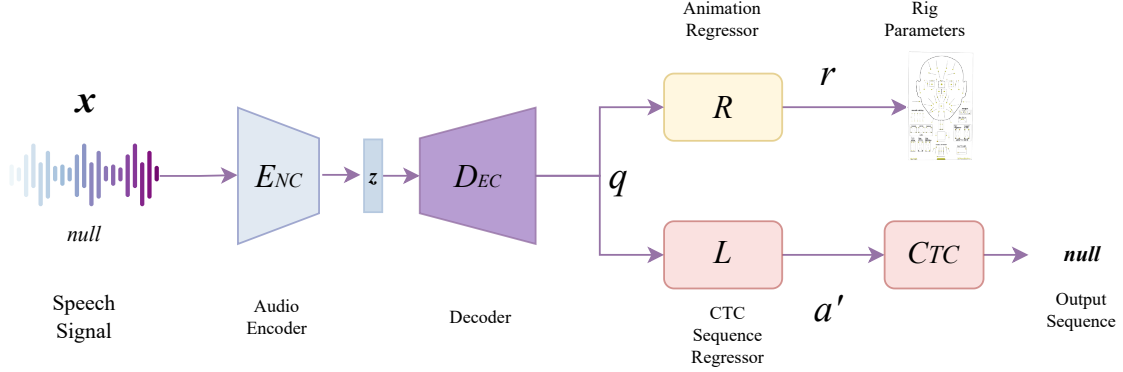 Animation
Regressor
Rig
Parameters
x
null
Speech
Signal
ENC
Audio
Encoder
z
DEC
Decoder
q
R
r
L
CTC
Sequence
Regressor
a'
CTC
null
Output
Sequence